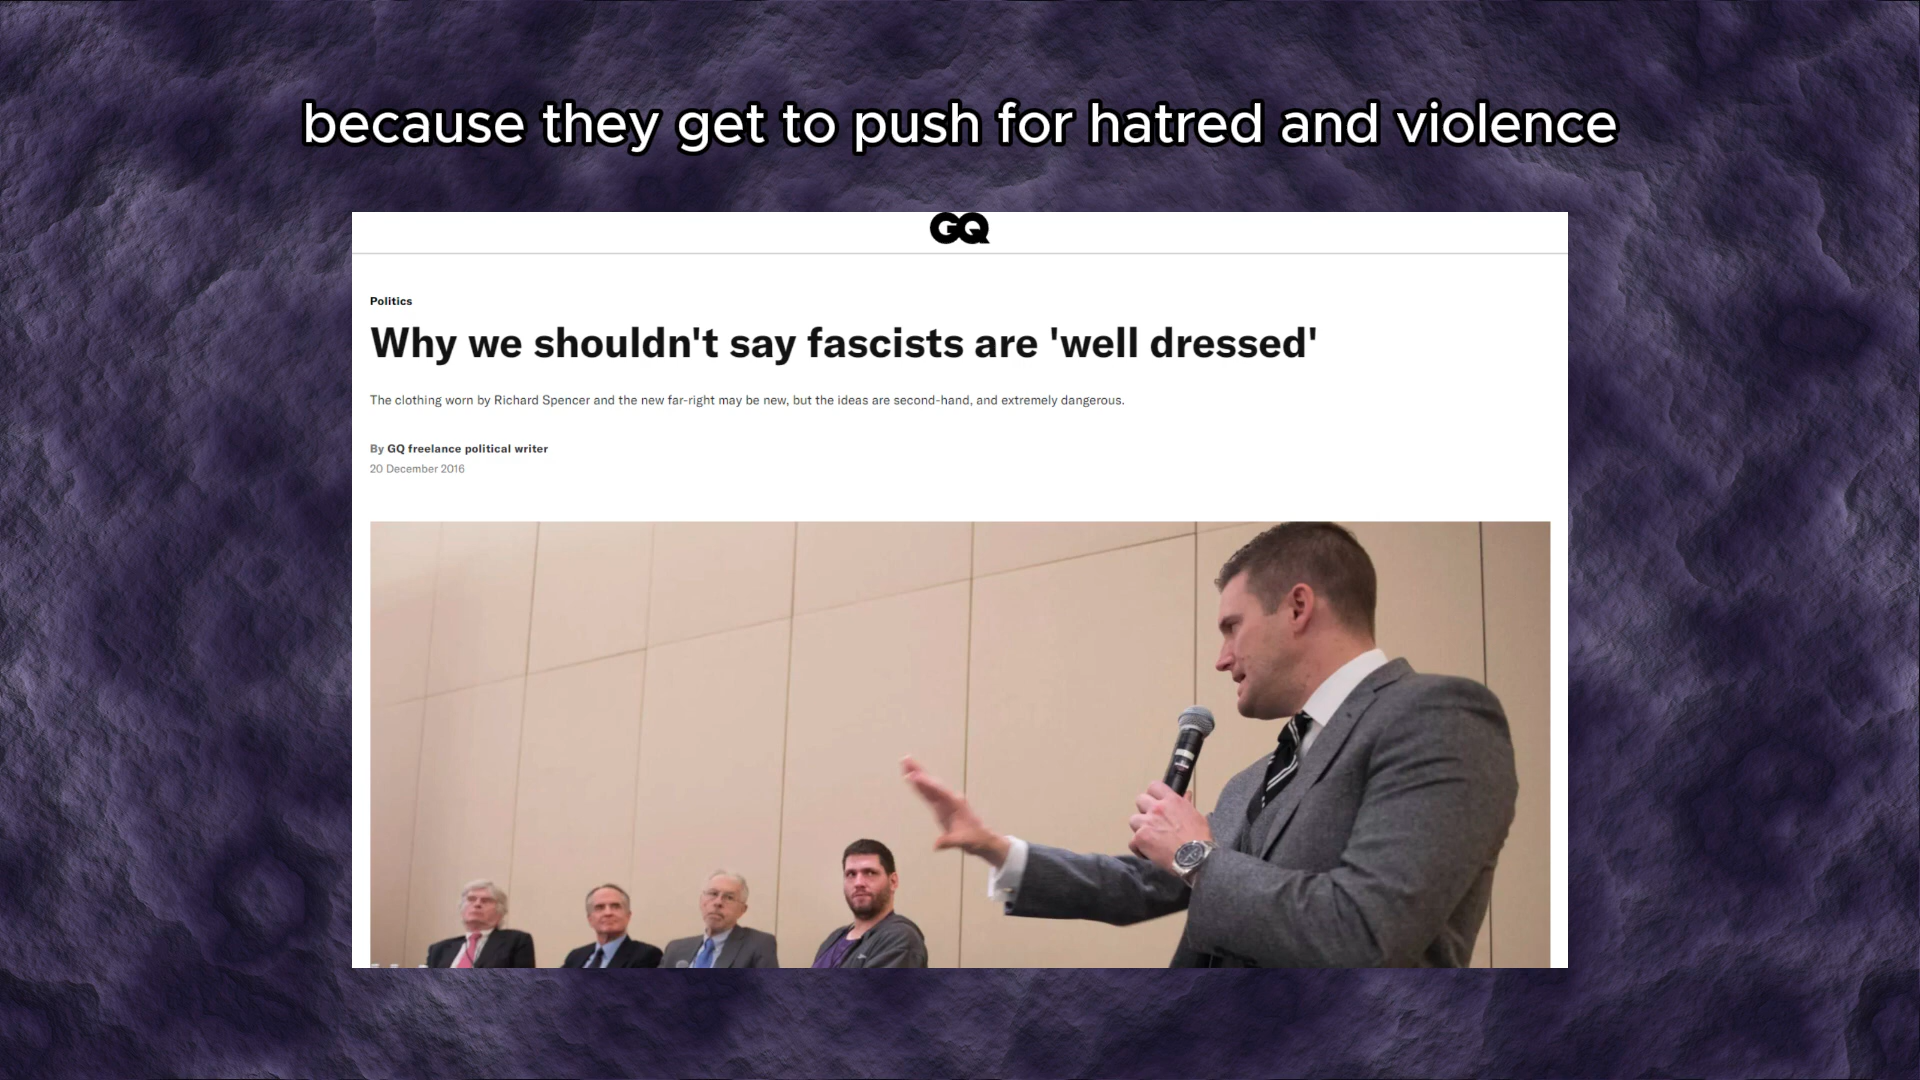 because they get to push for hatred and violence
GQ
Politics
Why we shouldn't say fascists are 'well dressed'
The clothing worn by Richard Spencer and the new far-right may be new, but the ideas are second-hand, and extremely dangerous.
By GQ freelance political writer
20 December 2016